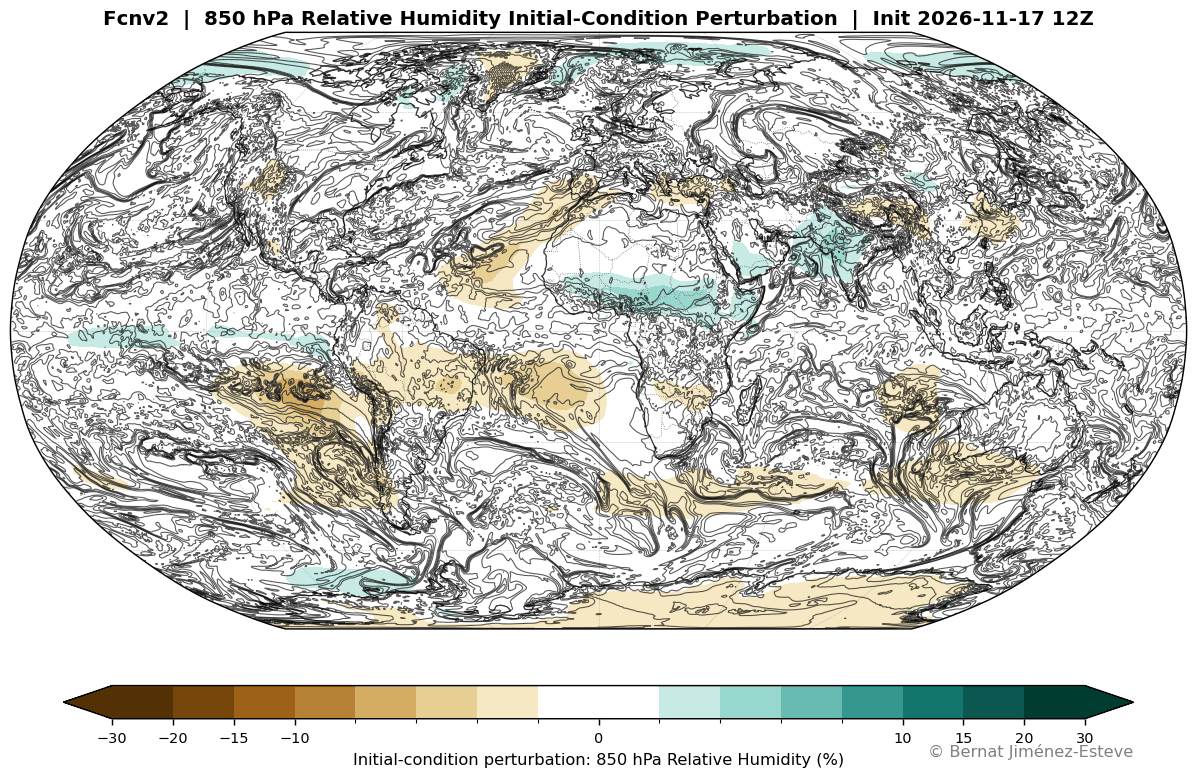 Fcnv2 | 850 hPa Relative Humidity Initial-Condition Perturbation | Init 2026-11-17 12Z
−30 −20 −15 −10 0 10 15 20 30
Initial-condition perturbation: 850 hPa Relative Humidity (%)
© Bernat Jiménez-Esteve